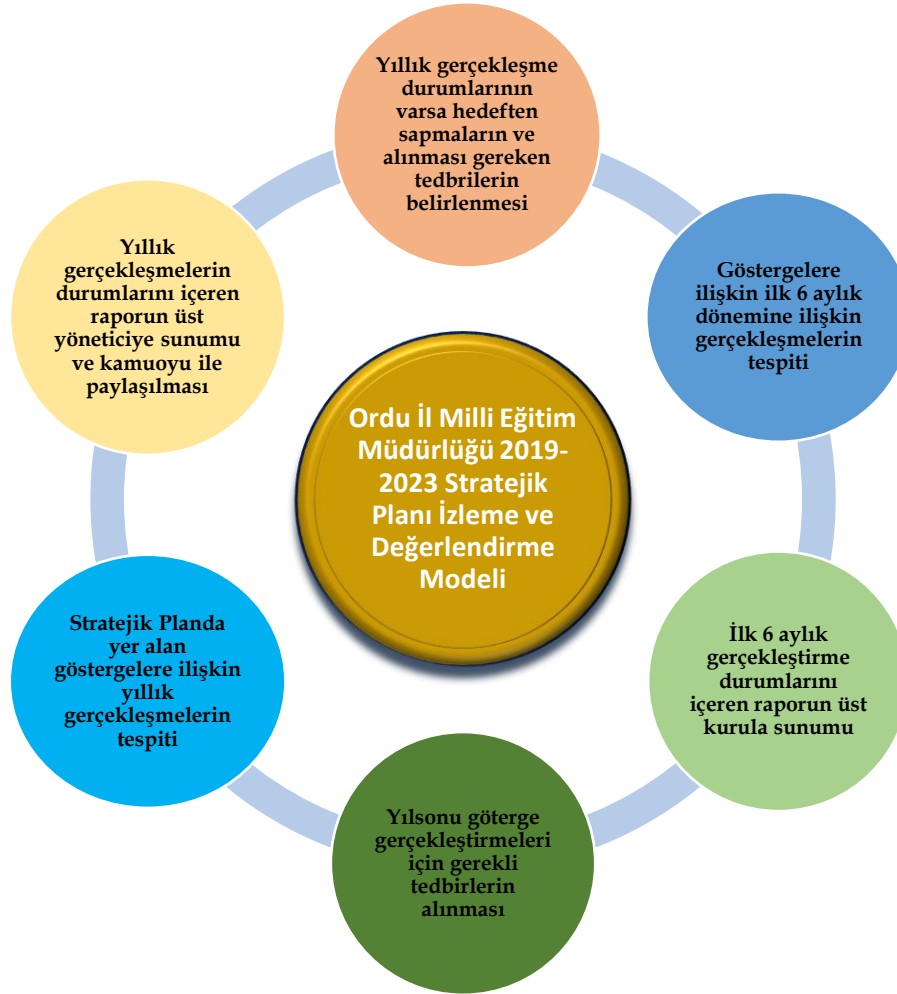 Yıllık gerçekleşme
durumlarının
varsa hedeften
sapmaların ve
alınması gereken
tedbrilerin
belirlenmesi
Göstergelere
ilişkin ilk 6 aylık
dönemine ilişkin
gerçekleşmelerin
tespiti
İlk 6 aylık
gerçekleştirme
durumlarını
içeren raporun üst
kurula sunumu
Yılsonu göterge
gerçekleştirmeleri
için gerekli
tedbirlerin
alınması
Stratejik Planda
yer alan
göstergelere ilişkin
yıllık
gerçekleşmelerin
tespiti
Yıllık
gerçekleşmelerin
durumlarını içeren
raporun üst
yöneticiye sunumu
ve kamuoyu ile
paylaşılması
Ordu İl Milli Eğitim
Müdürlüğü 2019-
2023 Stratejik
Planı İzleme ve
Değerlendirme
Modeli